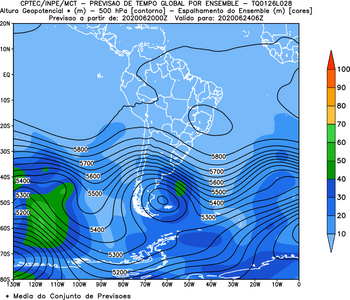 CPTEC/INPE/MCT - PREVISAO DE TEMPO GLOBAL POR ENSEMBLE - TQ0126L028
Altura Geopotencial * (m) - 500 hPa [contorno] - Espalhamento do Ensemble (m) [cores]
Previsao a partir de: 2020062000Z Valido para: 2020062406Z
20N
10N
EQ
10S
20S
30S
40S
50S
60S
70S
80S
130W 120W 110W 100W 90W 80W 70W 60W 50W 40W 30W 20W 10W 0
5800
5700
5600
5500
5400
5300
5200
5400
5300
5200
5800
5700
5600
5550
5400
5300
100
90
80
70
60
50
40
30
20
10
* Media do Conjunto de Previsoes